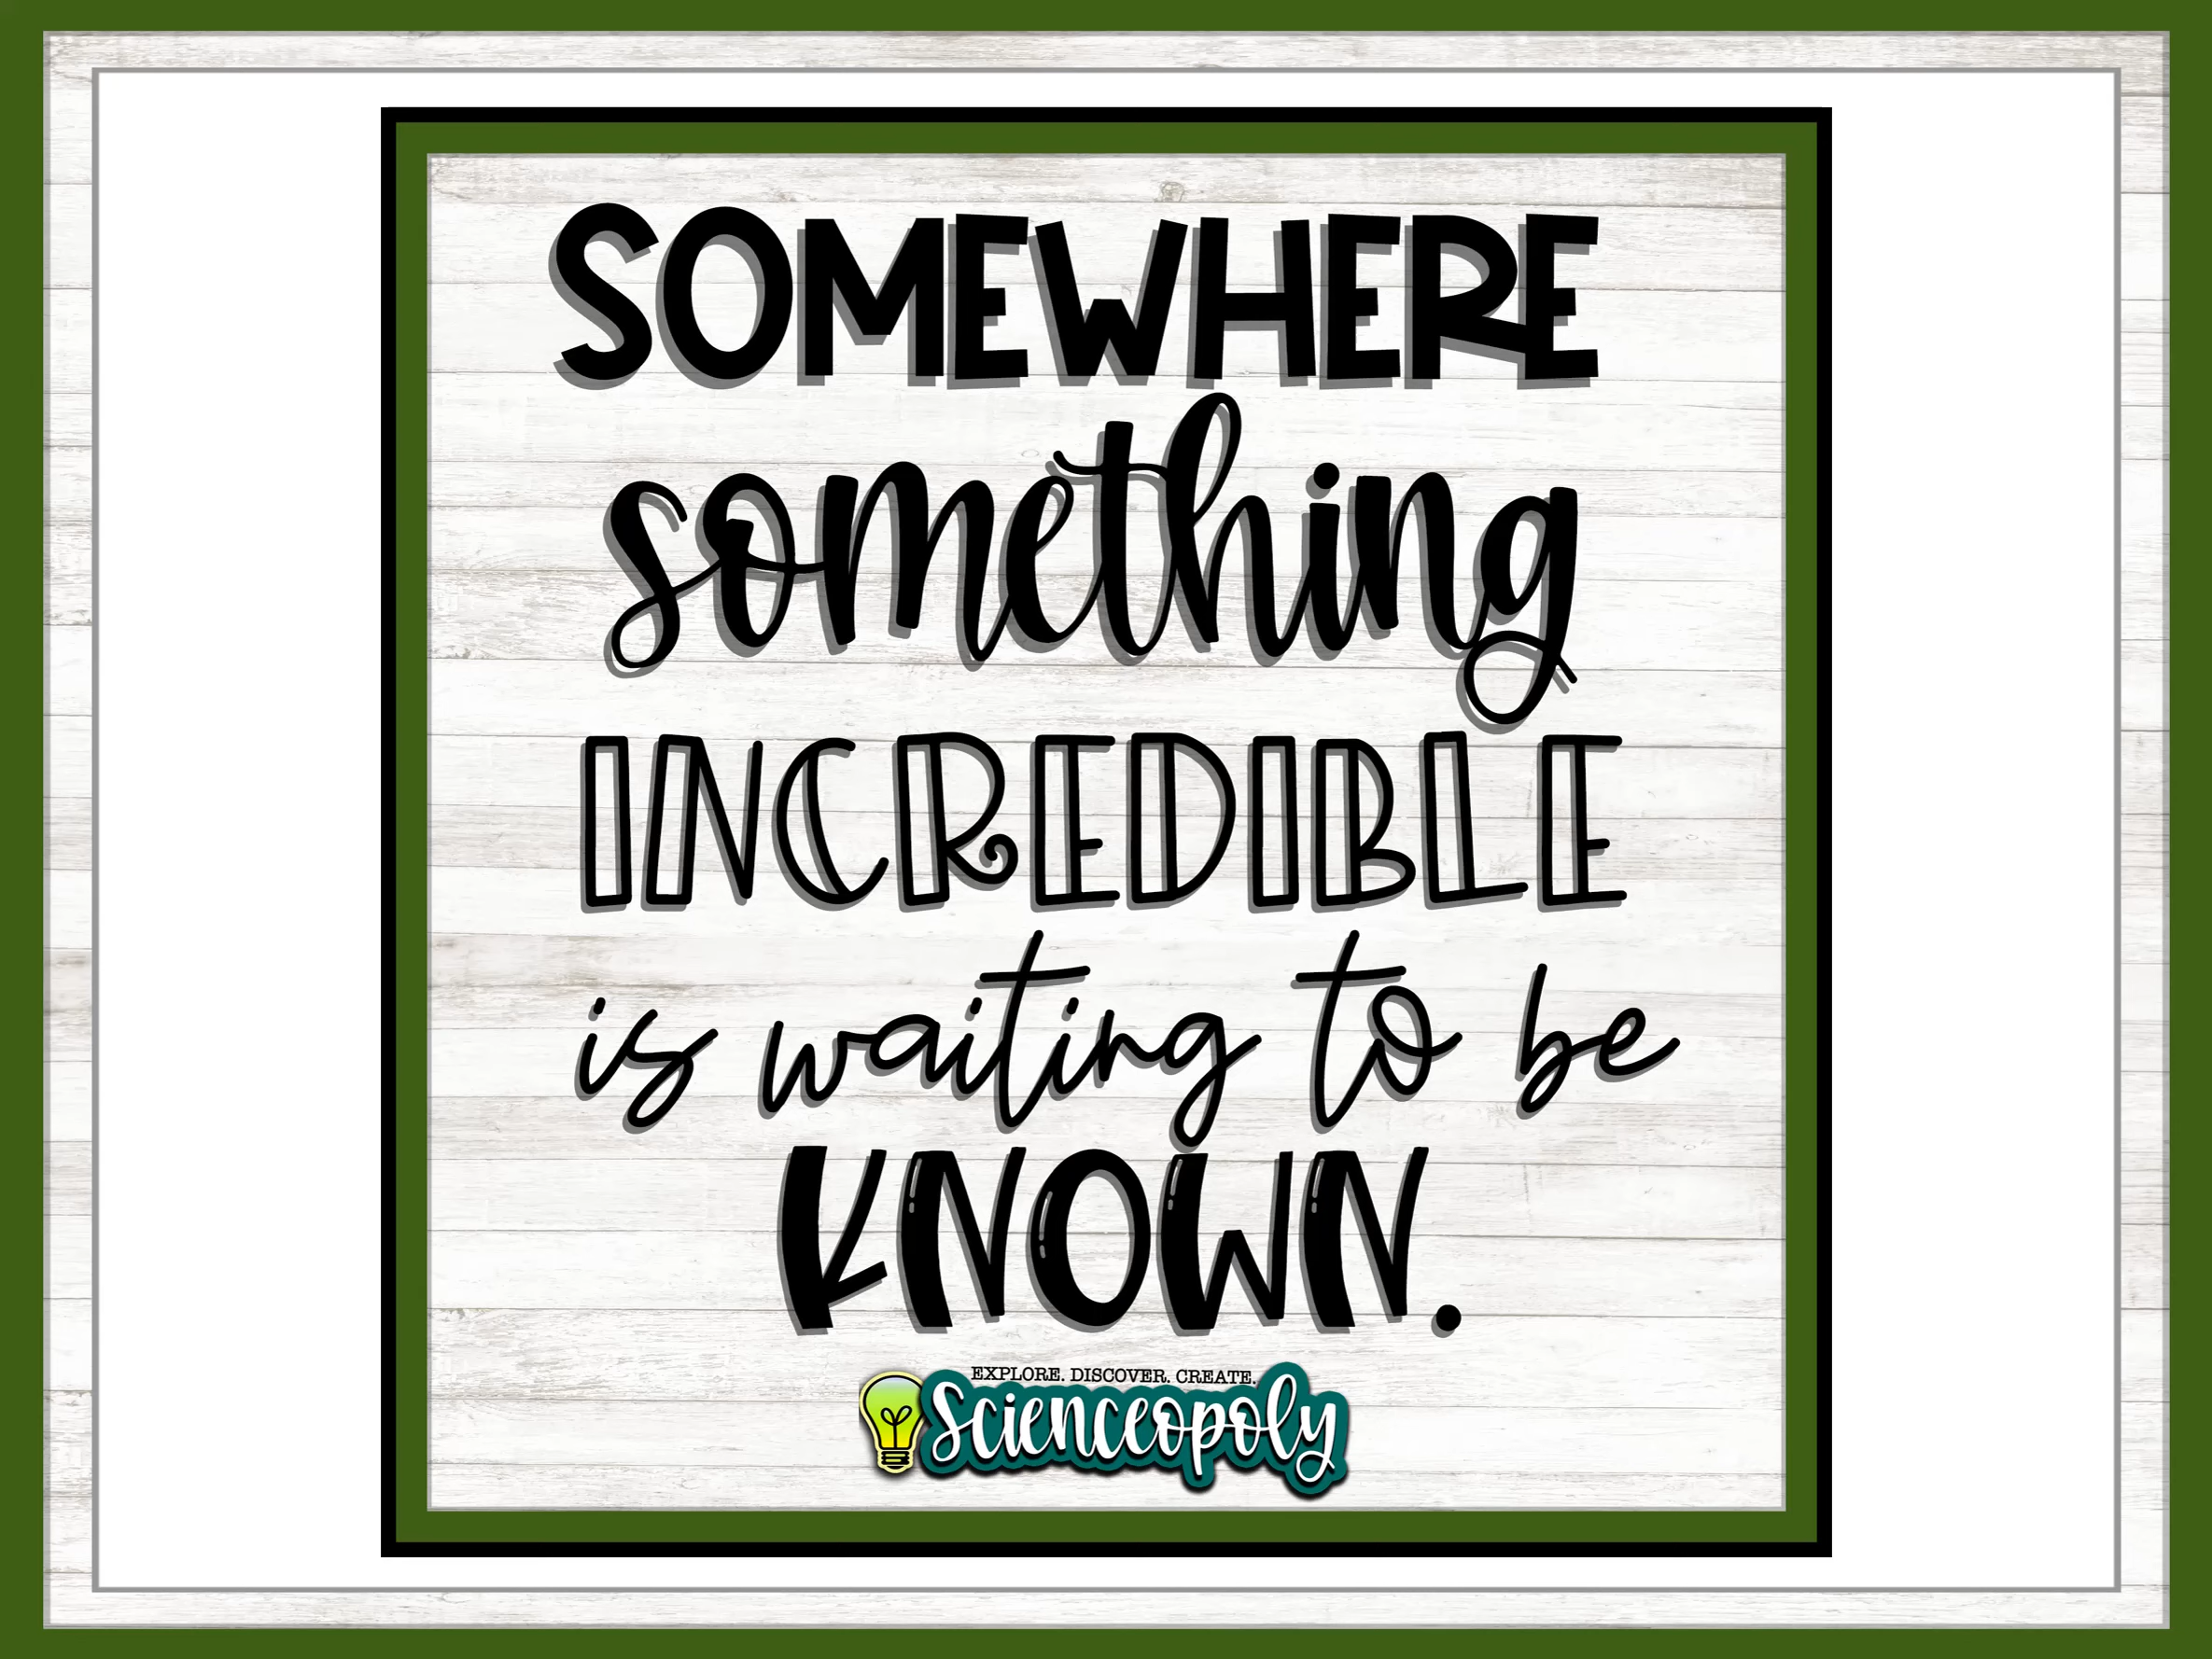 SOMEWHERE
something
INCREDIBLE
is waiting to be
KNOWN.
EXPLORE. DISCOVER. CREATE.
Scienceopoly